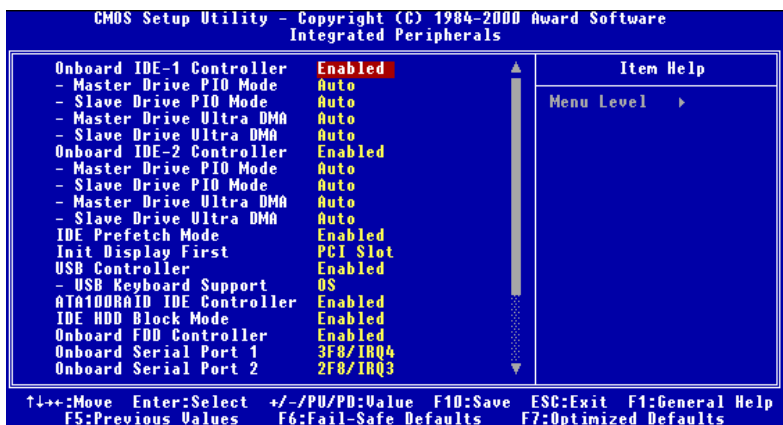 CMOS Setup Utility - Copyright (C) 1984-2000 Award Software
Integrated Peripherals
Onboard IDE-1 Controller Enabled
- Master Drive PIO Mode Auto
- Slave Drive PIO Mode Auto
- Master Drive Ultra DMA Auto
- Slave Drive Ultra DMA Auto
Onboard IDE-2 Controller Enabled
- Master Drive PIO Mode Auto
- Slave Drive PIO Mode Auto
- Master Drive Ultra DMA Auto
- Slave Drive Ultra DMA Auto
IDE Prefetch Mode Enabled
Init Display First PCI Slot
USB Controller Enabled
- USB Keyboard Support OS
ATA100RAID IDE Controller Enabled
IDE HDD Block Mode Enabled
Onboard FDD Controller Enabled
Onboard Serial Port 1 3F8/IRQ4
Onboard Serial Port 2 2F8/IRQ3
Item Help
Menu Level ▸
↑↓→←:Move Enter:Select +/-/PU/PD:Value F10:Save ESC:Exit F1:General Help
F5:Previous Values F6:Fail-Safe Defaults F7:Optimized Defaults